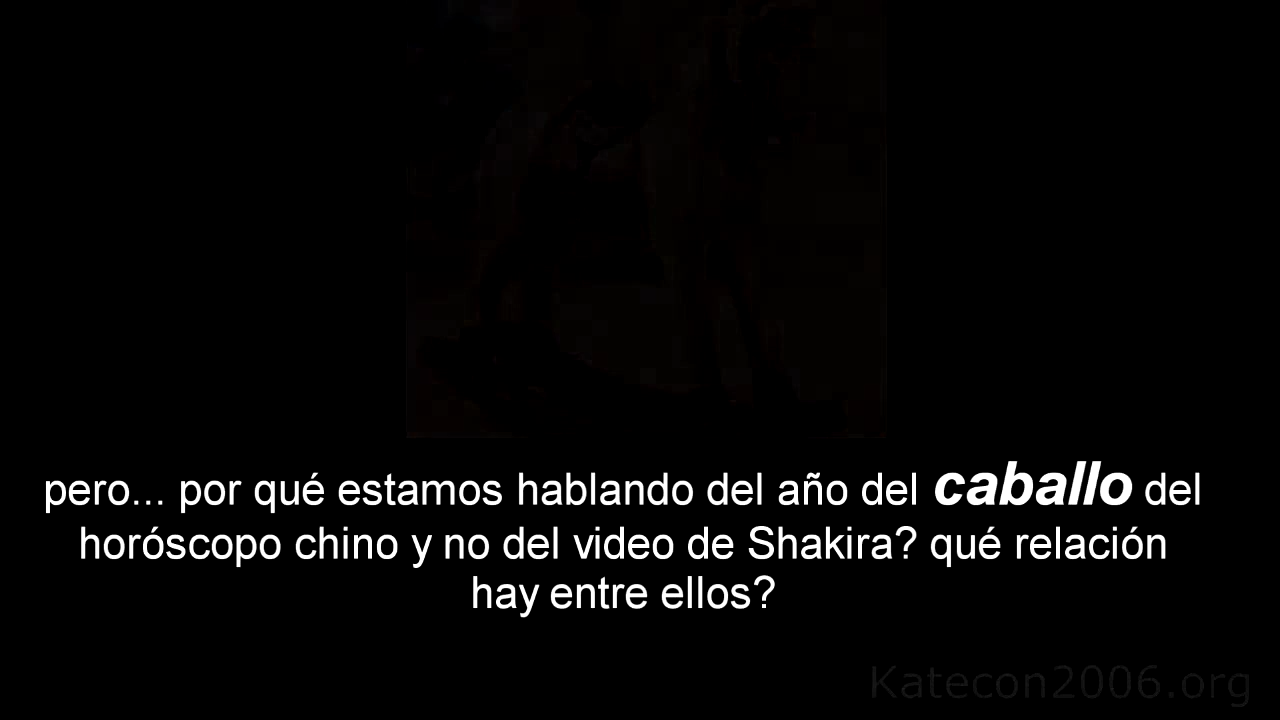 pero... por qué estamos hablando del año del caballo del
horóscopo chino y no del video de Shakira? qué relación
hay entre ellos?
Katecon2006.org